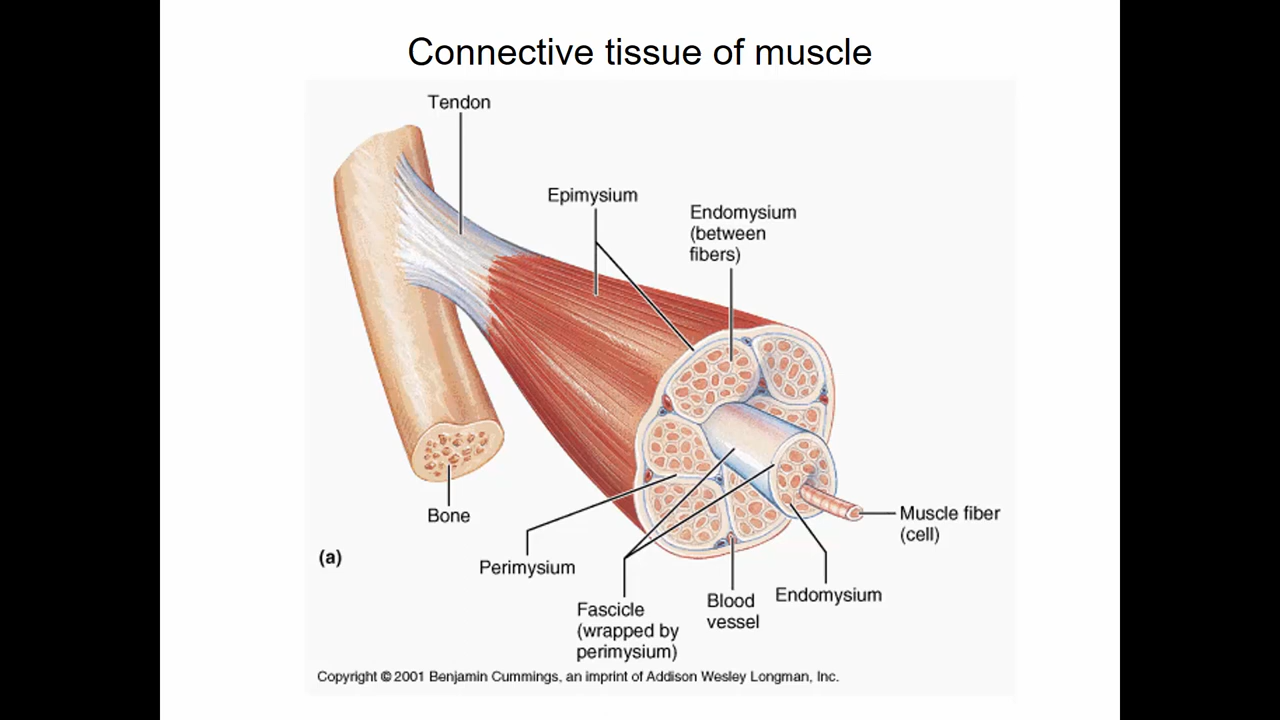 Connective tissue of muscle
Tendon
Epimysium
Endomysium
(between
fibers)
Bone
Muscle fiber
(cell)
(a)
Perimysium
Fascicle
(wrapped by
perimysium)
Blood
vessel
Endomysium
Copyright © 2001 Benjamin Cummings, an imprint of Addison Wesley Longman, Inc.